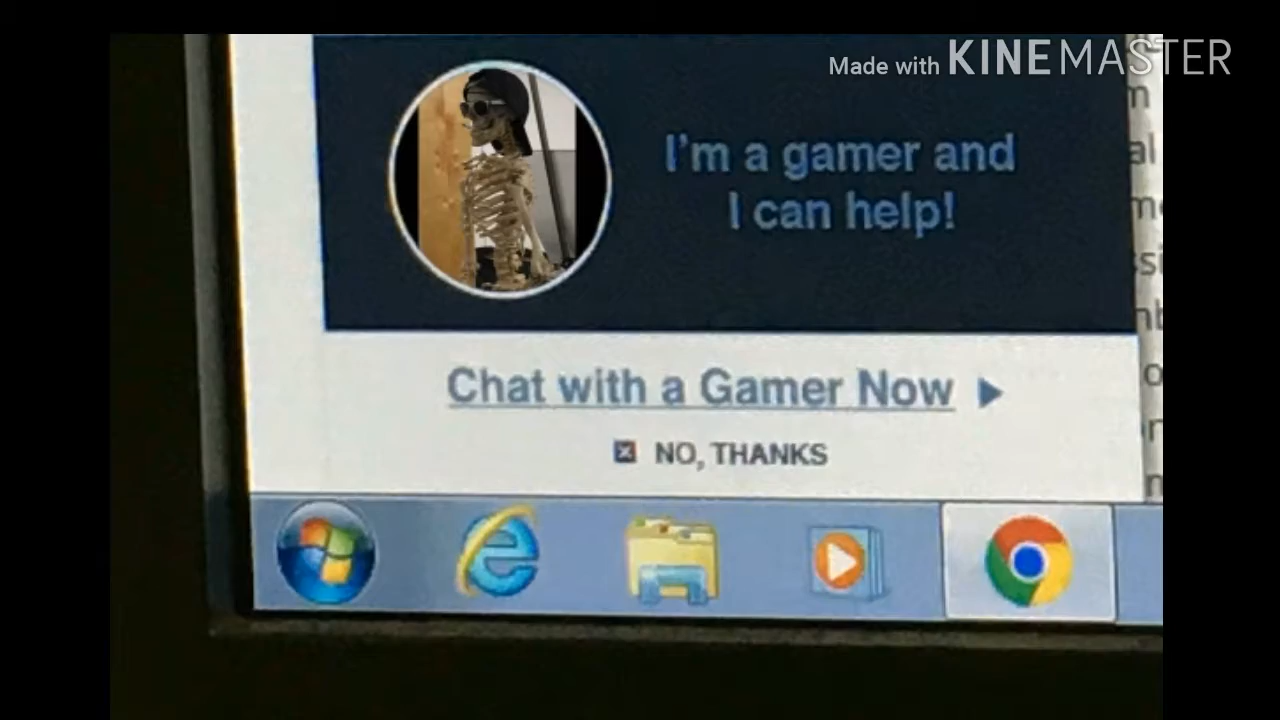 Made with KINEMASTER
I'm a gamer and
I can help!
Chat with a Gamer Now
NO, THANKS